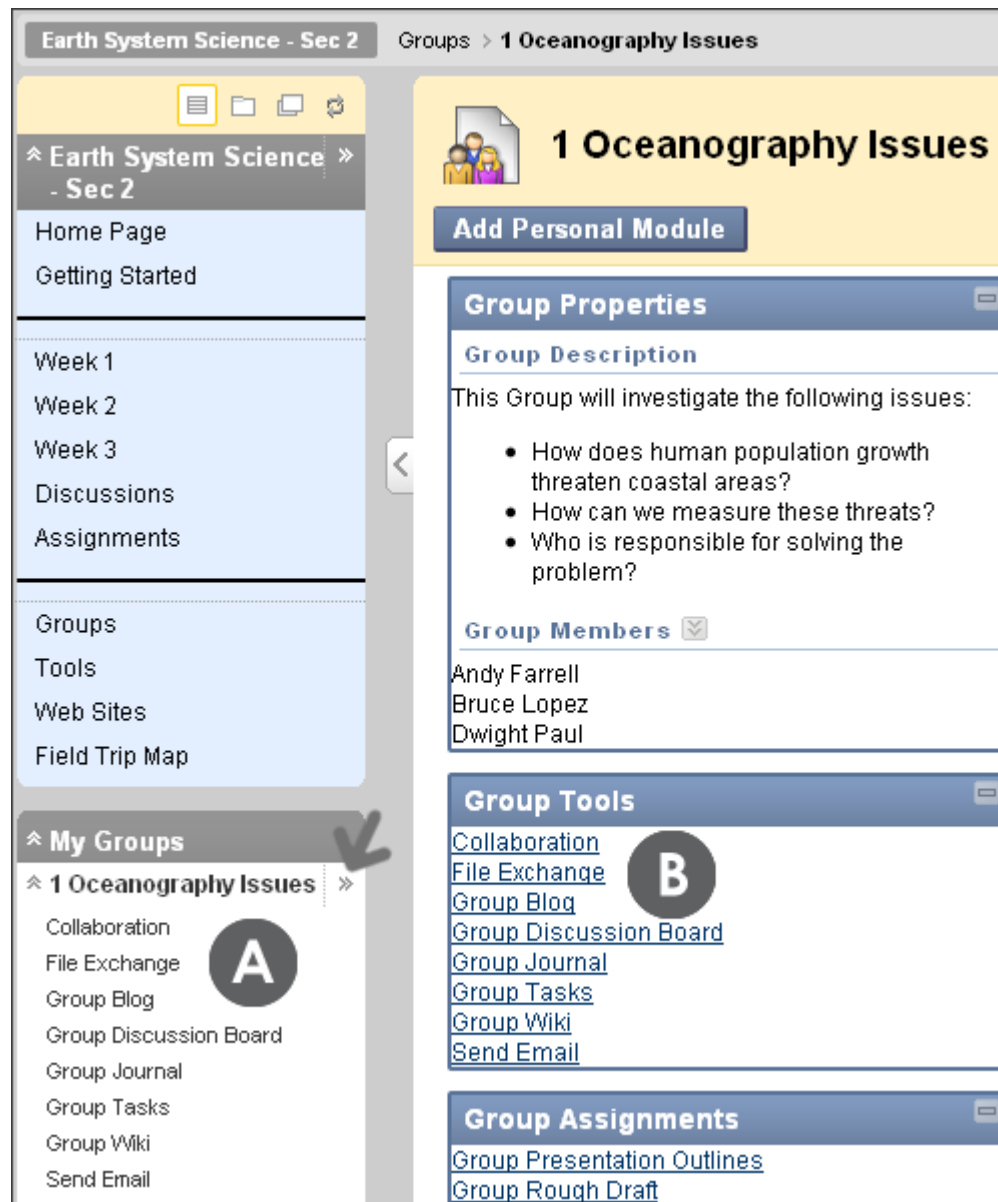 Earth System Science - Sec 2
Groups > 1 Oceanography Issues
Earth System Science
- Sec 2
Home Page
Getting Started
Week 1
Week 2
Week 3
Discussions
Assignments
Groups
Tools
Web Sites
Field Trip Map
My Groups
1 Oceanography Issues
Collaboration
File Exchange
Group Blog
Group Discussion Board
Group Journal
Group Tasks
Group Wiki
Send Email
A
1 Oceanography Issues
Add Personal Module
Group Properties
Group Description
This Group will investigate the following issues:
• How does human population growth
threaten coastal areas?
• How can we measure these threats?
• Who is responsible for solving the
problem?
Group Members
Andy Farrell
Bruce Lopez
Dwight Paul
Group Tools
Collaboration
File Exchange
Group Blog
Group Discussion Board
Group Journal
Group Tasks
Group Wiki
Send Email
B
Group Assignments
Group Presentation Outlines
Group Rough Draft